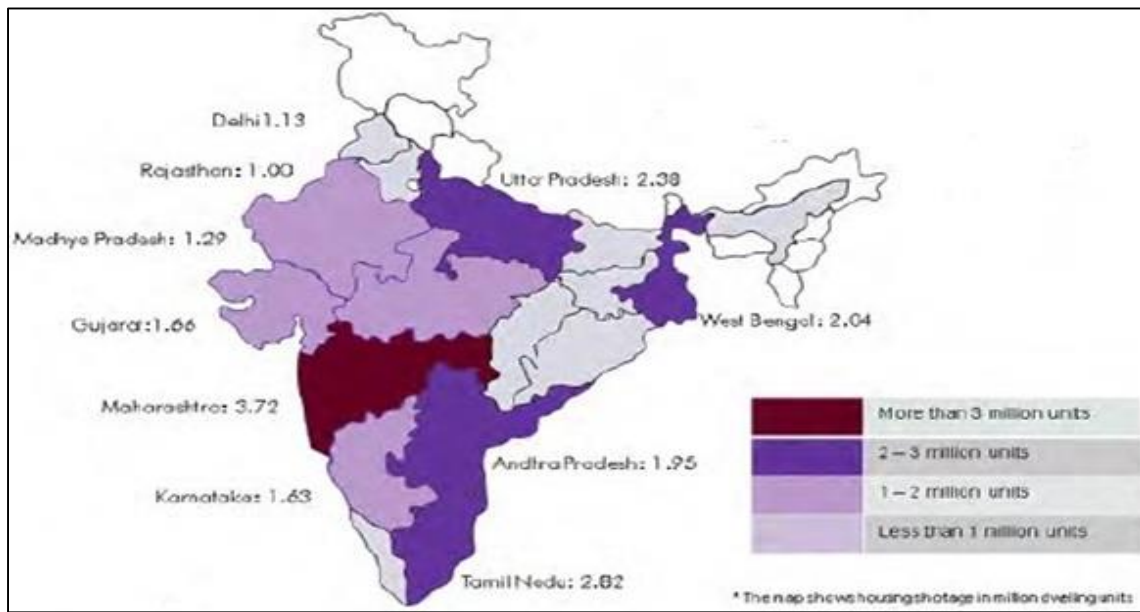 Delhi 1.13
Rajasthan: 1.00
Utta Pradesh: 2.38
Madhya Pradesh: 1.29
Gujarat: 1.66
West Bengal: 2.04
Maharashtra: 3.72
More than 3 million units
2 – 3 million units
Andhra Pradesh: 1.95
Karnataka: 1.63
1 – 2 million units
Less than 1 million units
Tamil Nedu: 2.82
* The map shows housing shotage in million dwelling units